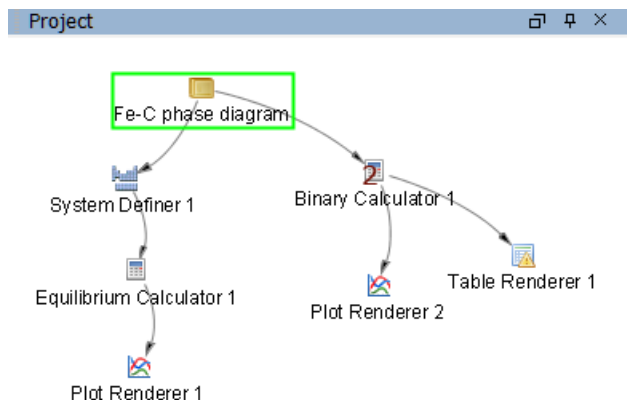 Project
Fe-C phase diagram
System Definer 1
2
Binary Calculator 1
Equilibrium Calculator 1
Plot Renderer 2
Table Renderer 1
Plot Renderer 1